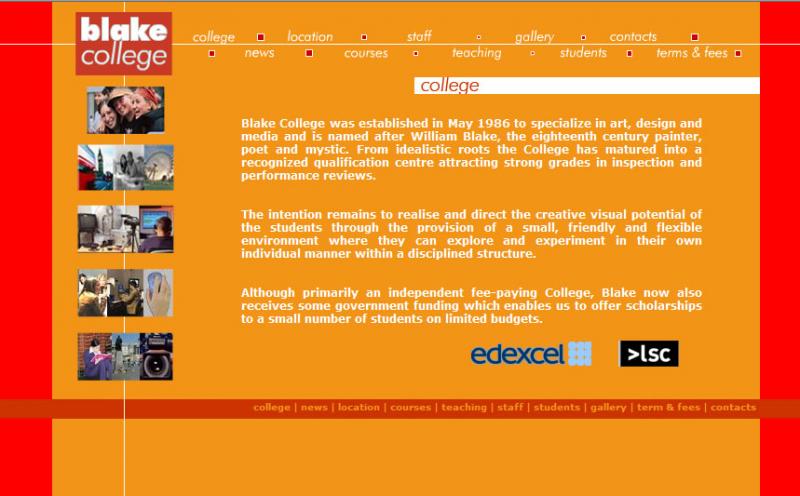 blake
college
college location staff gallery contacts
news courses teaching students terms & fees
college
Blake College was established in May 1986 to specialize in art, design and
media and is named after William Blake, the eighteenth century painter,
poet and mystic. From idealistic roots the College has matured into a
recognized qualification centre attracting strong grades in inspection and
performance reviews.
The intention remains to realise and direct the creative visual potential of
the students through the provision of a small, friendly and flexible
environment where they can explore and experiment in their own
individual manner within a disciplined structure.
Although primarily an independent fee-paying College, Blake now also
receives some government funding which enables us to offer scholarships
to a small number of students on limited budgets.
edexcel >lsc
college | news | location | courses | teaching | staff | students | gallery | term & fees | contacts